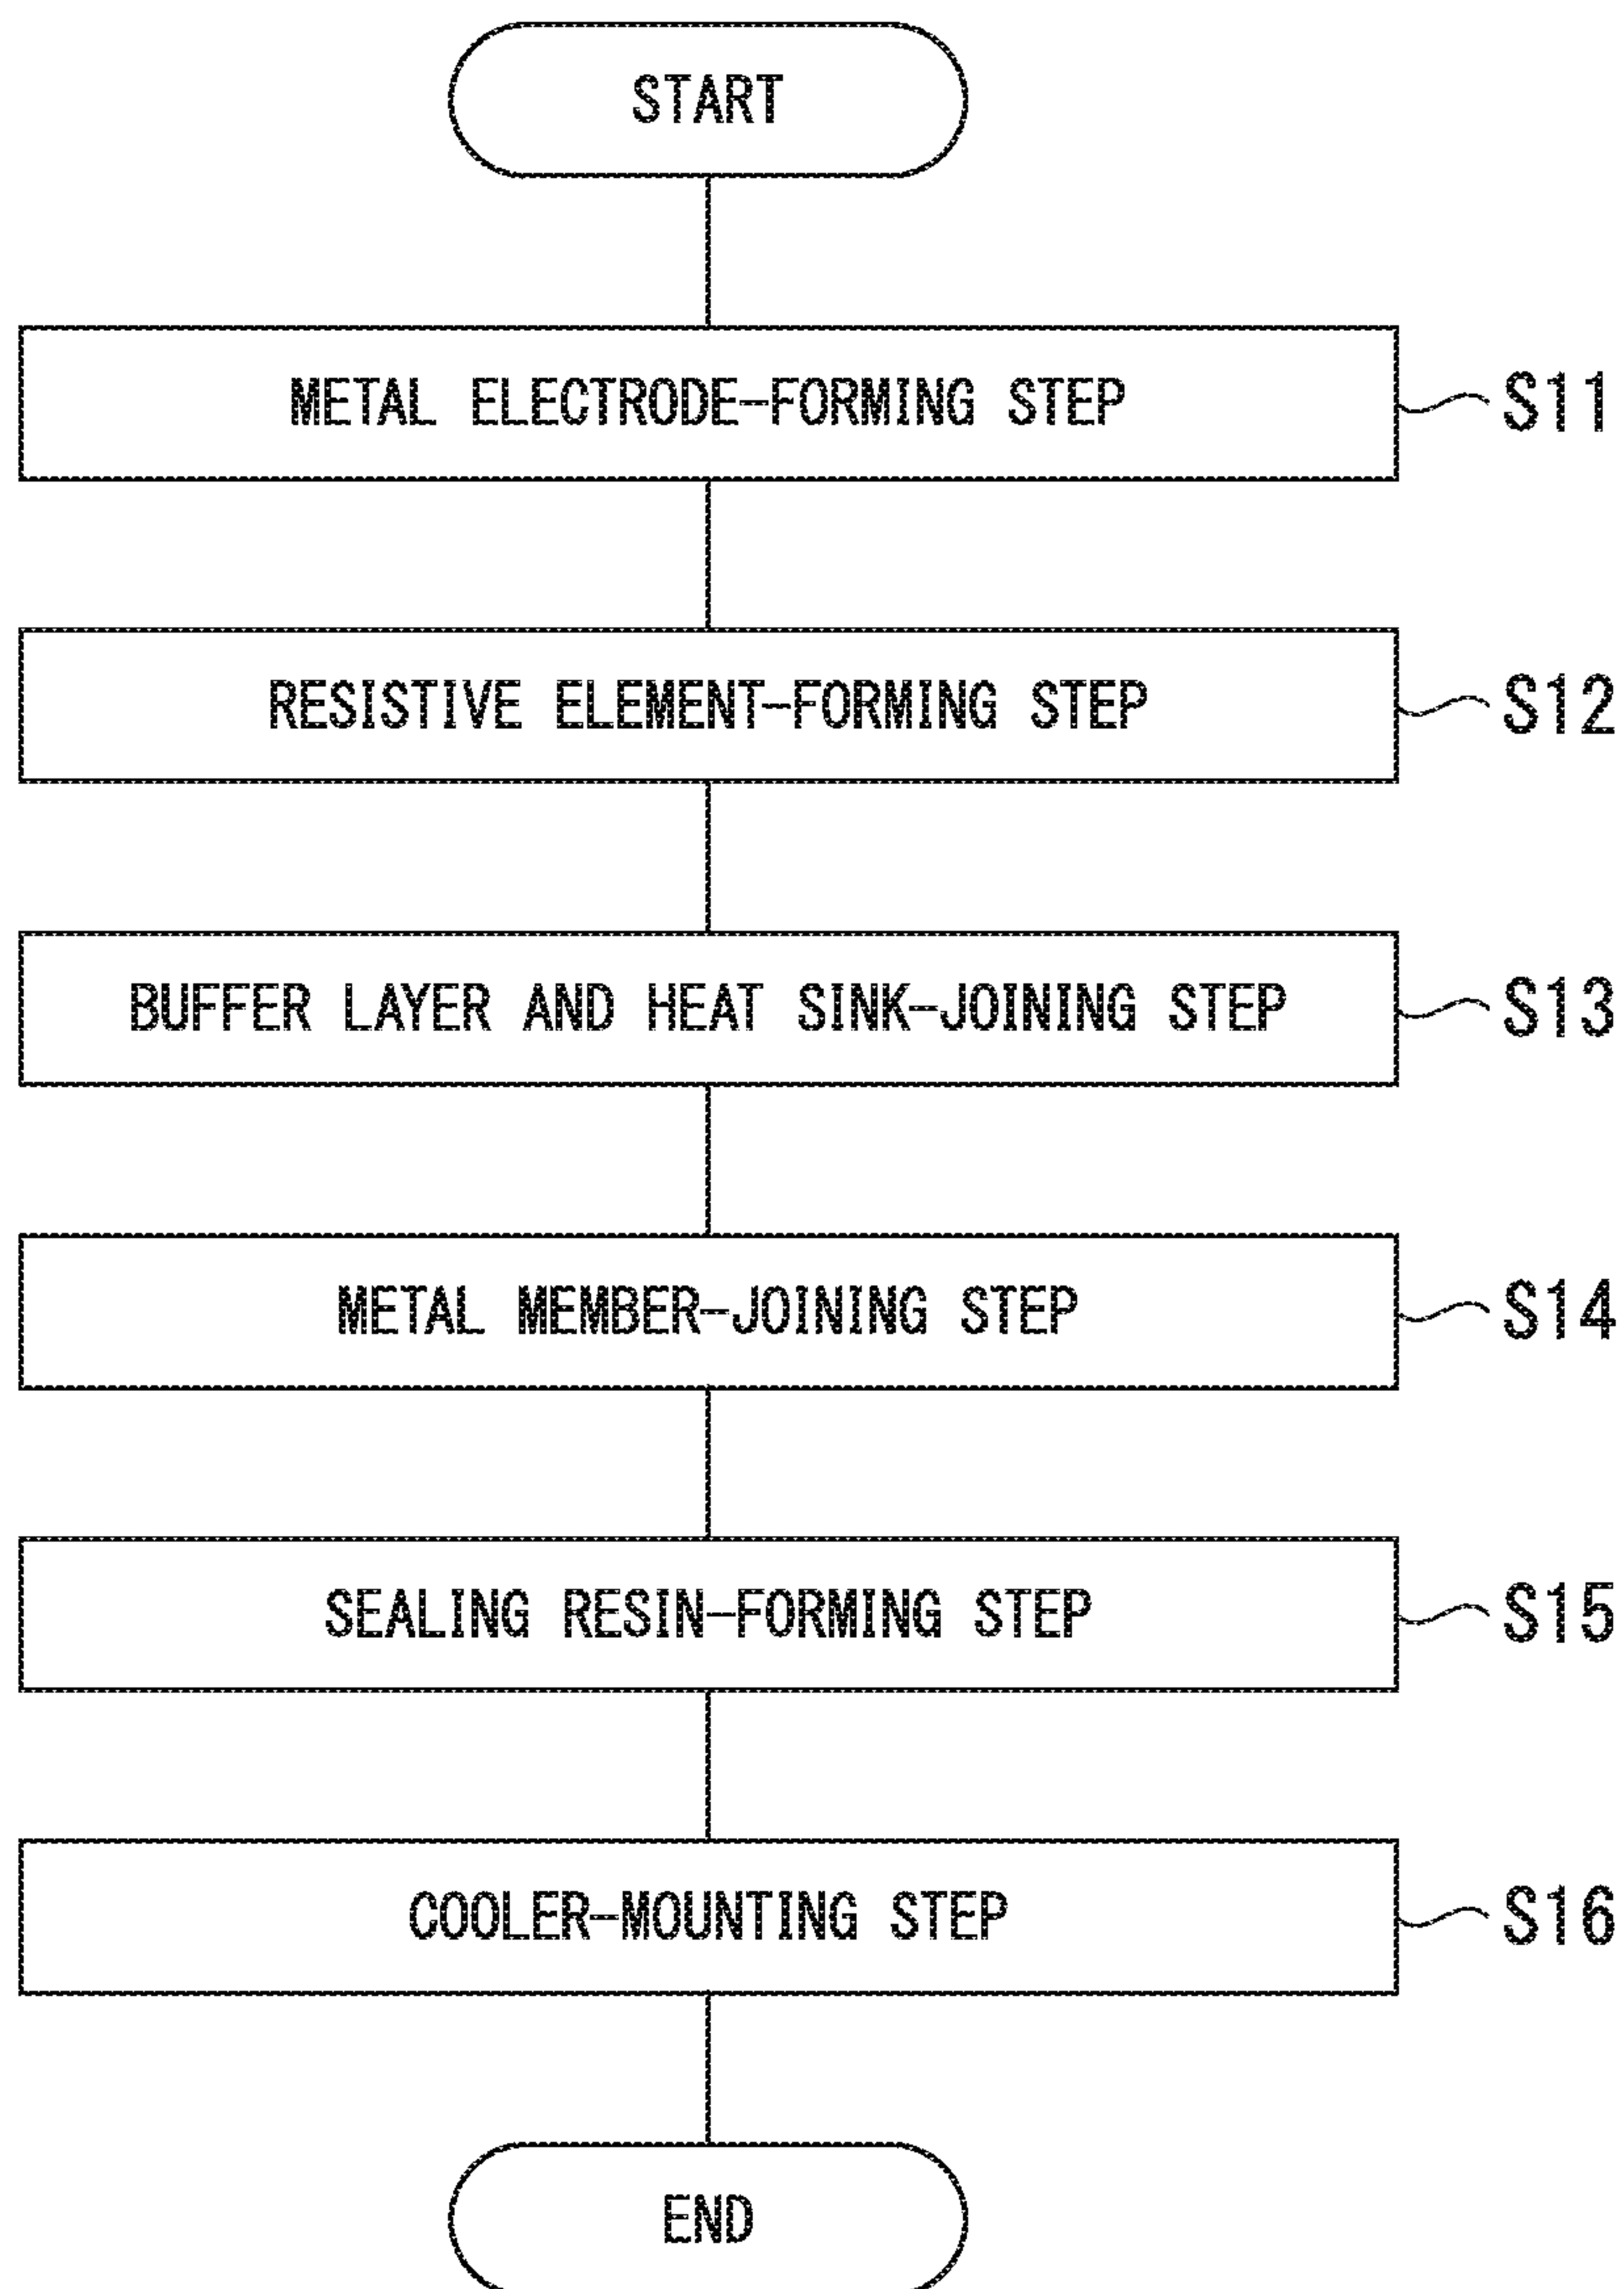 START
METAL ELECTRODE-FORMING STEP S11
RESISTIVE ELEMENT-FORMING STEP S12
BUFFER LAYER AND HEAT SINK-JOINING STEP S13
METAL MEMBER-JOINING STEP S14
SEALING RESIN-FORMING STEP S15
COOLER-MOUNTING STEP S16
END